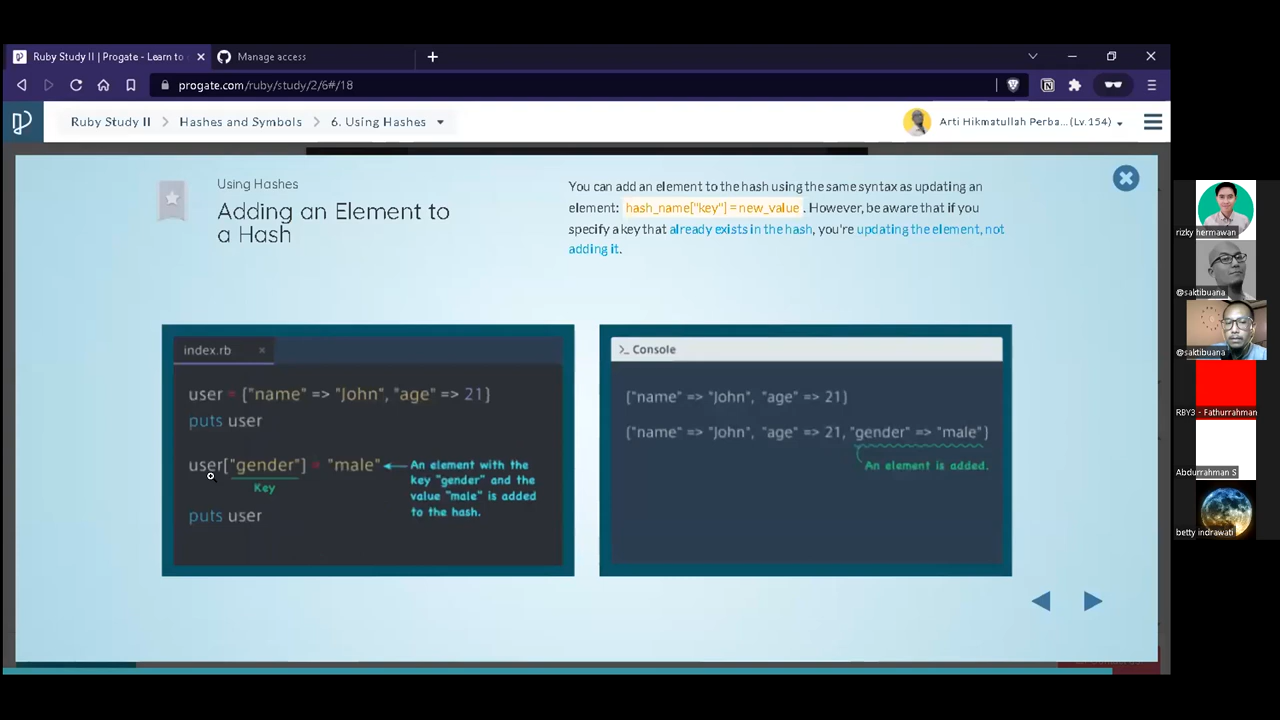 Ruby Study II | Progate - Learn to
Manage access
progate.com/ruby/study/2/6#/18
Ruby Study II
Hashes and Symbols
6. Using Hashes
Arti Hikmatullah Perba...(Lv.154)
Using Hashes
Adding an Element to
a Hash
You can add an element to the hash using the same syntax as updating an
element: hash_name["key"] = new_value . However, be aware that if you
specify a key that already exists in the hash, you're updating the element, not
adding it.
index.rb
user = {"name" => "John", "age" => 21}
puts user
user["gender"] = "male"
Key
An element with the
key "gender" and the
value "male" is added
to the hash.
puts user
>_ Console
{"name" => "John", "age" => 21}
{"name" => "John", "age" => 21, "gender" => "male"}
An element is added.
rizky hermawan
@saktibuana
@saktibuana
RBY3 - Fathurrahman
Abdurrahman S
betty indrawati